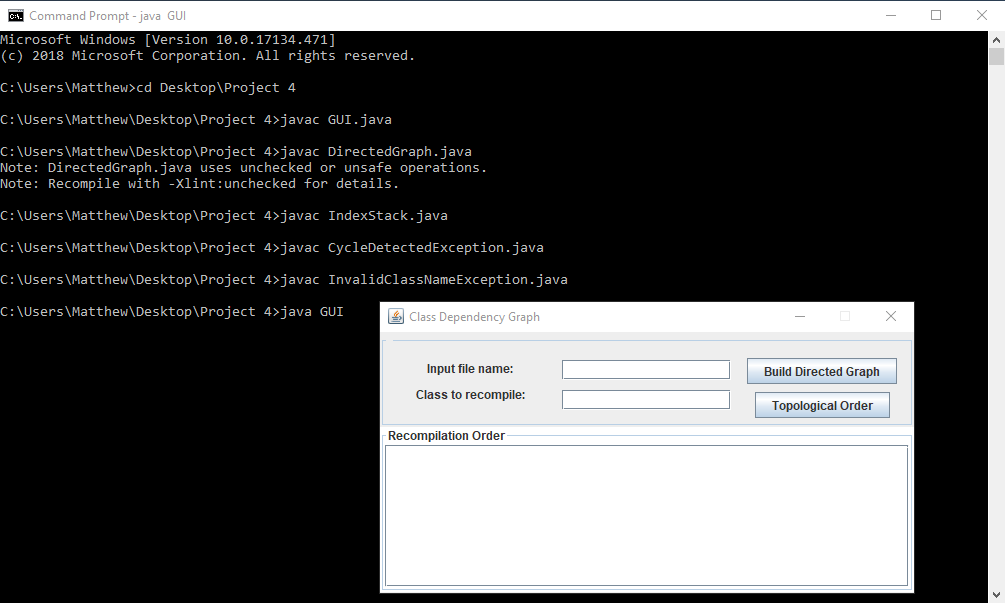 Command Prompt - java  GUI
Microsoft Windows [Version 10.0.17134.471]
(c) 2018 Microsoft Corporation. All rights reserved.
C:\Users\Matthew>cd Desktop\Project 4
C:\Users\Matthew\Desktop\Project 4>javac GUI.java
C:\Users\Matthew\Desktop\Project 4>javac DirectedGraph.java
Note: DirectedGraph.java uses unchecked or unsafe operations.
Note: Recompile with -Xlint:unchecked for details.
C:\Users\Matthew\Desktop\Project 4>javac IndexStack.java
C:\Users\Matthew\Desktop\Project 4>javac CycleDetectedException.java
C:\Users\Matthew\Desktop\Project 4>javac InvalidClassNameException.java
C:\Users\Matthew\Desktop\Project 4>java GUI
Class Dependency Graph
Input file name:
Build Directed Graph
Class to recompile:
Topological Order
Recompilation Order